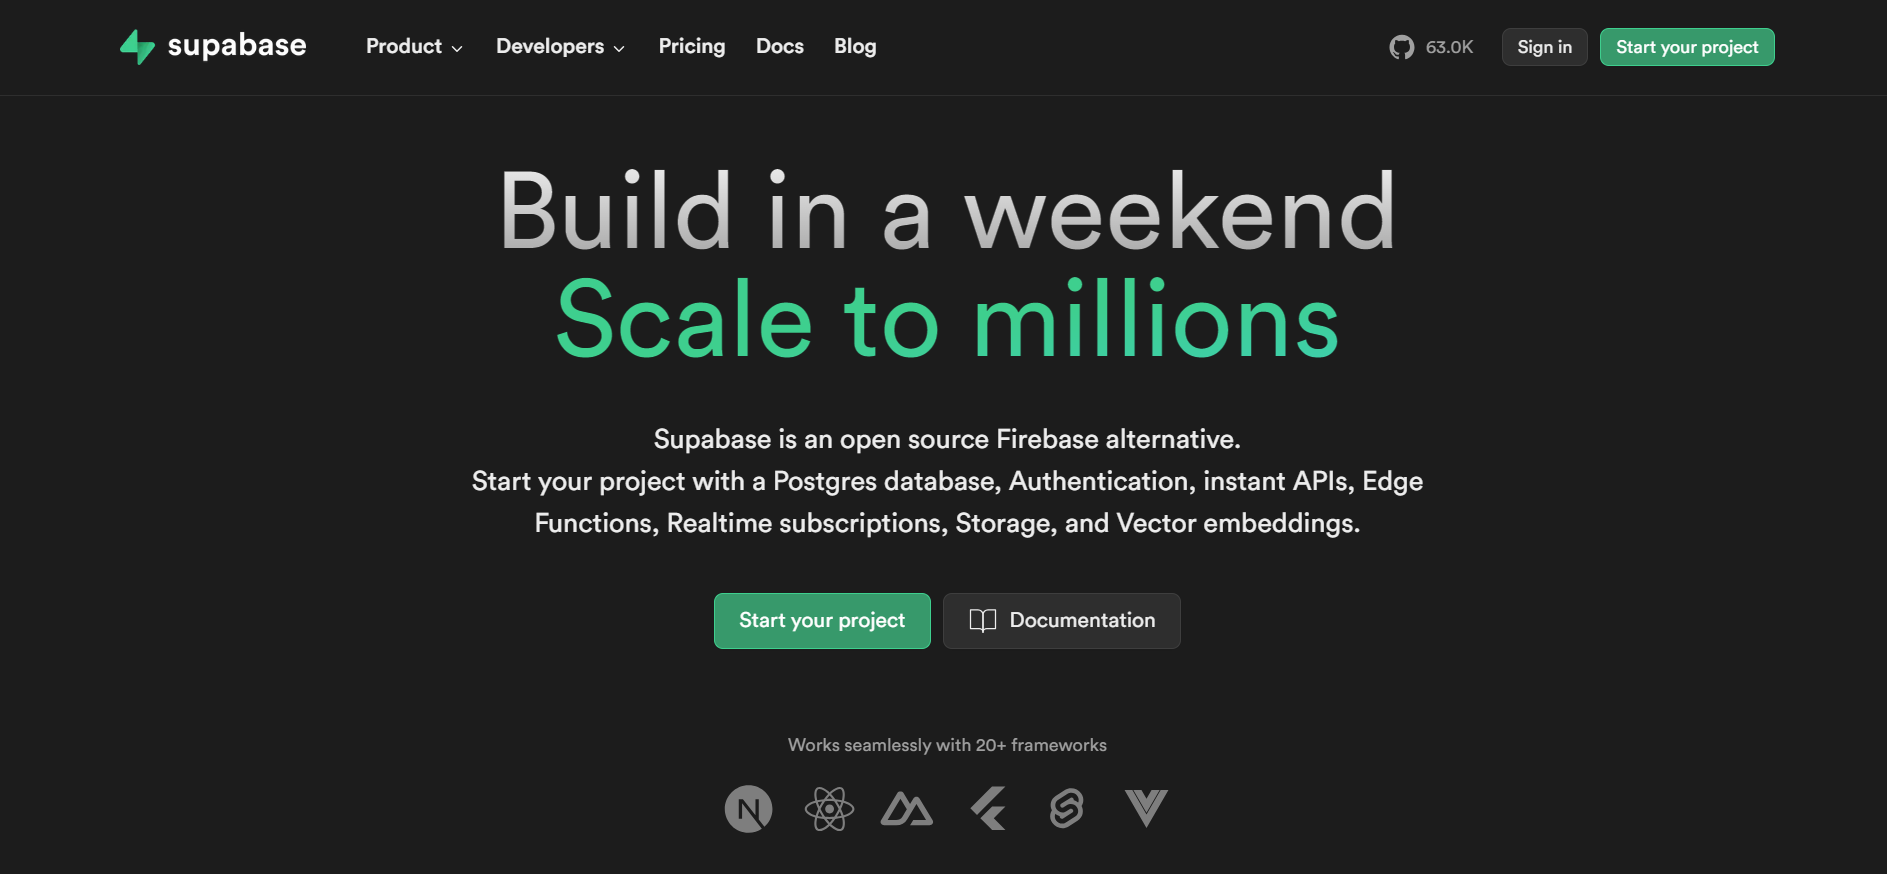 supabase
Product
Developers
Pricing
Docs
Blog
63.0K
Sign in
Start your project
Build in a weekend
Scale to millions
Supabase is an open source Firebase alternative.
Start your project with a Postgres database, Authentication, instant APIs, Edge
Functions, Realtime subscriptions, Storage, and Vector embeddings.
Start your project
Documentation
Works seamlessly with 20+ frameworks